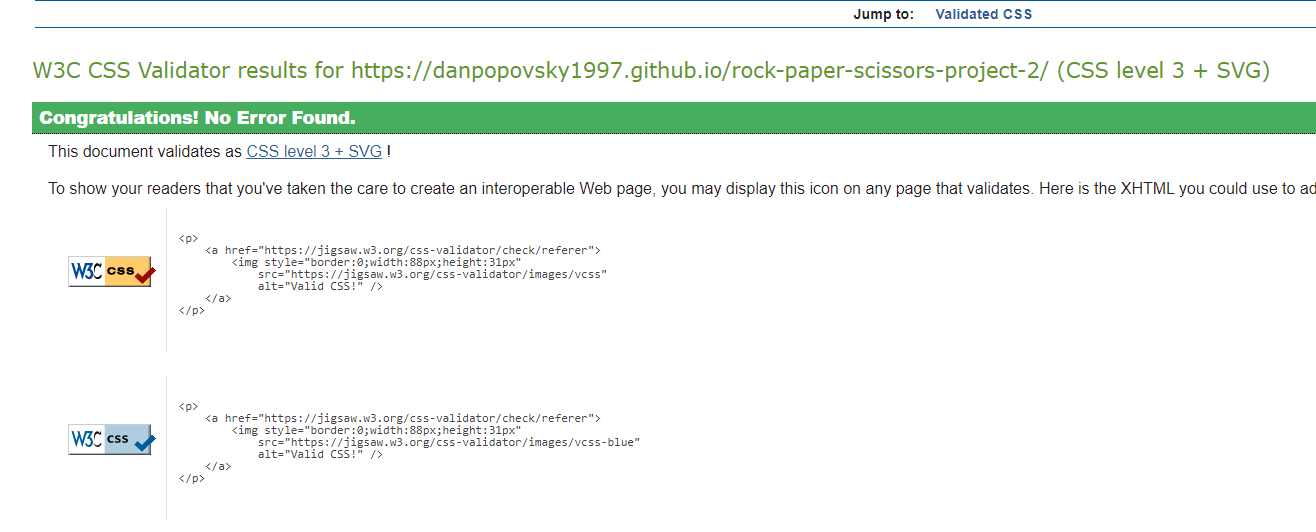 Jump to: Validated CSS
W3C CSS Validator results for https://danpopovsky1997.github.io/rock-paper-scissors-project-2/ (CSS level 3 + SVG)
Congratulations! No Error Found.
This document validates as CSS level 3 + SVG !
To show your readers that you've taken the care to create an interoperable Web page, you may display this icon on any page that validates. Here is the XHTML you could use to ad
W3C css
<p>
<a href="https://jigsaw.w3.org/css-validator/check/referer">
<img style="border:0;width:88px;height:31px"
src="https://jigsaw.w3.org/css-validator/images/vcss"
alt="Valid CSS!" />
</a>
</p>
W3C css
<p>
<a href="https://jigsaw.w3.org/css-validator/check/referer">
<img style="border:0;width:88px;height:31px"
src="https://jigsaw.w3.org/css-validator/images/vcss-blue"
alt="Valid CSS!" />
</a>
</p>